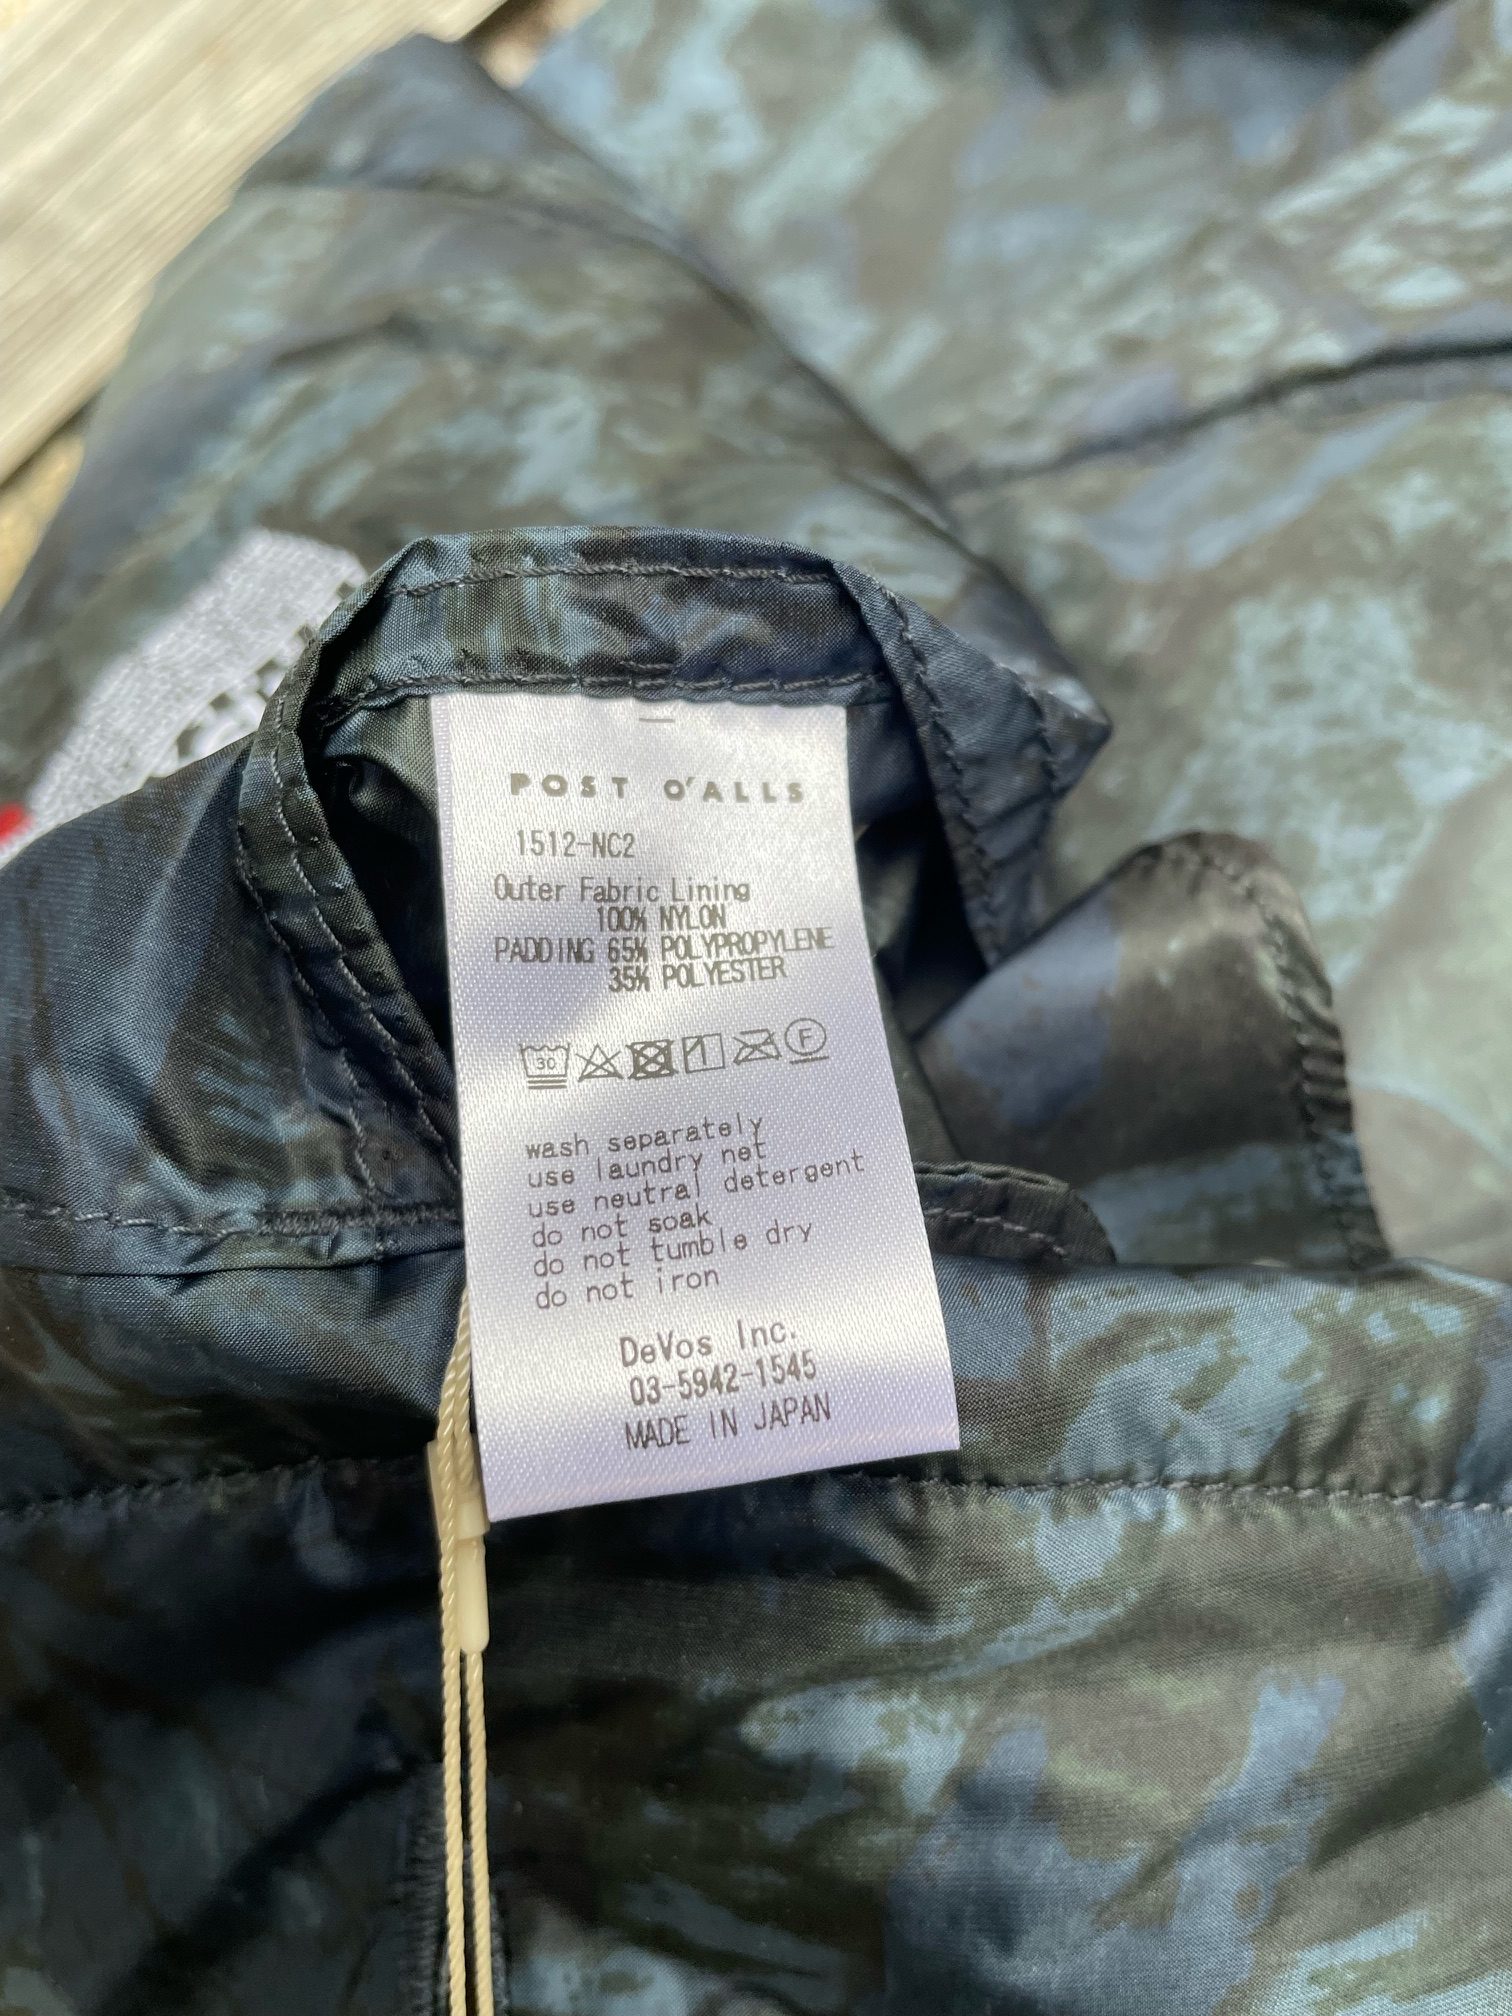 POST O'ALLS
1512-NC2
Outer Fabric Lining
100% NYLON
PADDING 65% POLYPROPYLENE
35% POLYESTER
30 1 F
wash separately
use laundry net
use neutral detergent
do not soak
do not tumble dry
do not iron
DeVos Inc.
03-5942-1545
MADE IN JAPAN